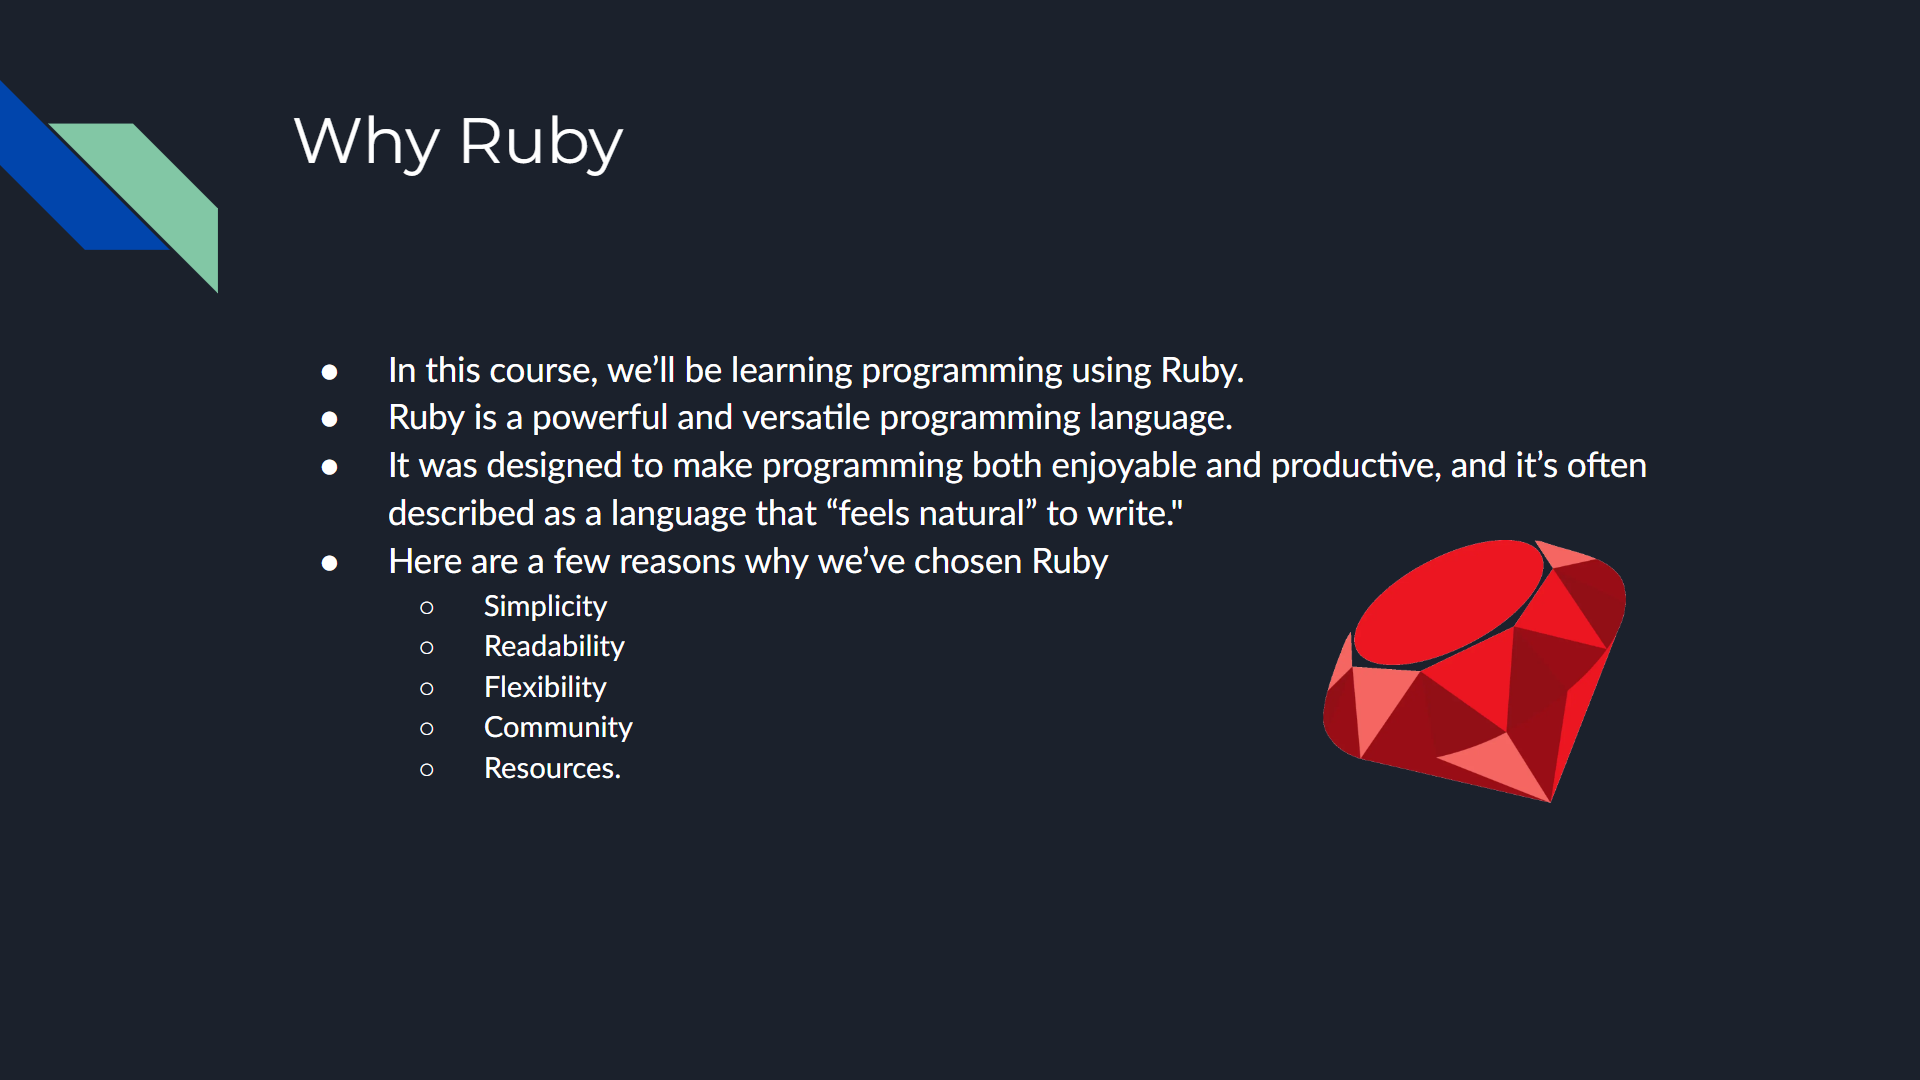 Why Ruby
● In this course, we’ll be learning programming using Ruby.
● Ruby is a powerful and versatile programming language.
● It was designed to make programming both enjoyable and productive, and it’s often
described as a language that “feels natural” to write."
● Here are a few reasons why we’ve chosen Ruby
○ Simplicity
○ Readability
○ Flexibility
○ Community
○ Resources.